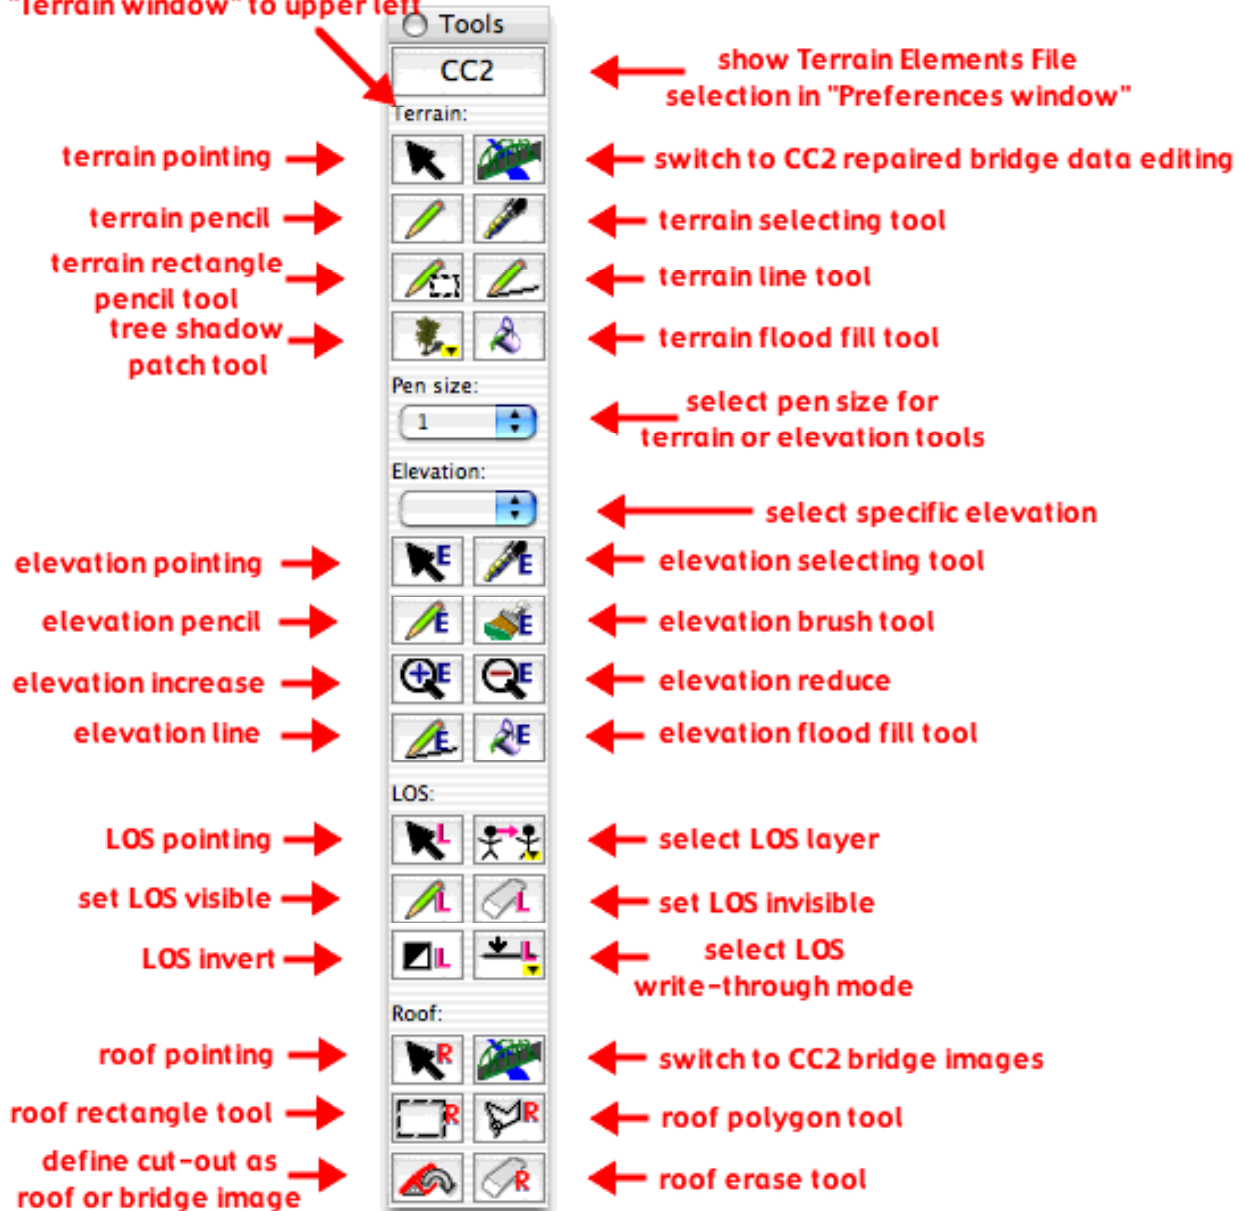 "Terrain window" to upper left
Tools
CC2
show Terrain Elements File
selection in "Preferences window"
Terrain:
terrain pointing
switch to CC2 repaired bridge data editing
terrain pencil
terrain selecting tool
terrain rectangle
pencil tool
terrain line tool
tree shadow
patch tool
terrain flood fill tool
Pen size:
1
select pen size for
terrain or elevation tools
Elevation:
select specific elevation
elevation pointing
E
E
elevation selecting tool
elevation pencil
E
E
elevation brush tool
elevation increase
E
E
elevation reduce
elevation line
E
E
elevation flood fill tool
LOS:
LOS pointing
L
select LOS layer
set LOS visible
L
L
set LOS invisible
LOS invert
L
L
select LOS
write-through mode
Roof:
roof pointing
R
switch to CC2 bridge images
roof rectangle tool
R
R
roof polygon tool
define cut-out as
roof or bridge image
R
roof erase tool